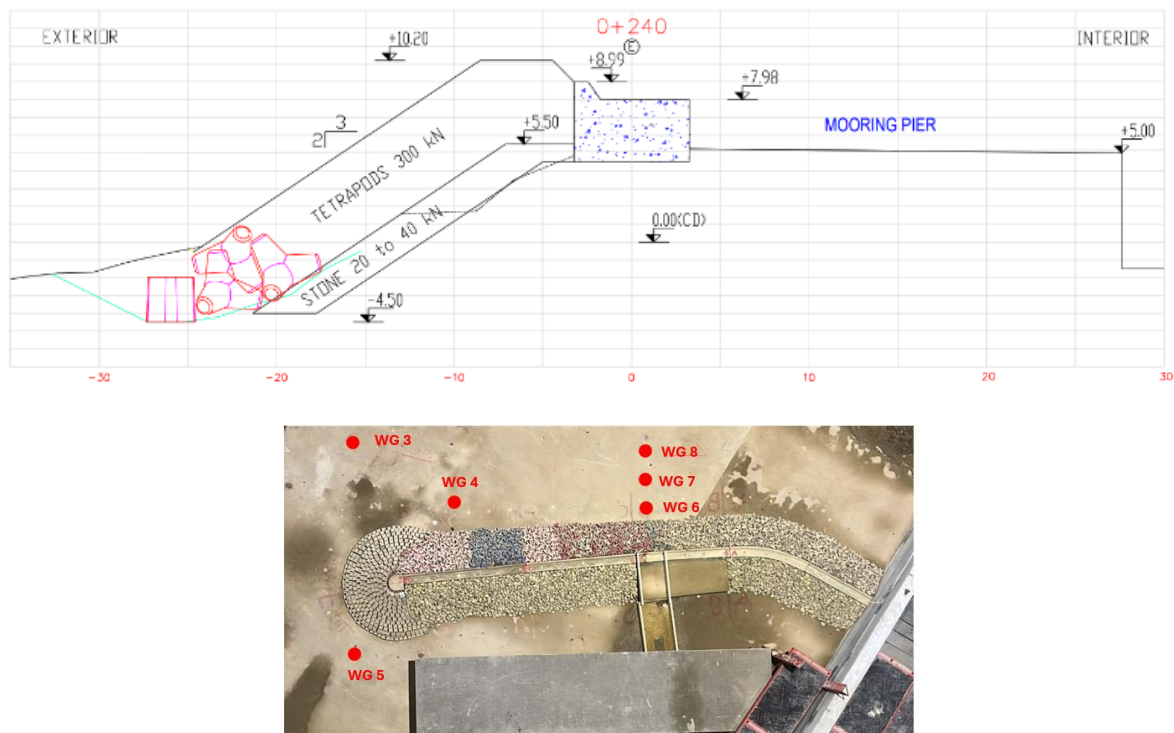 0+240
EXTERIOR
INTERIOR
E
+10.20
+8.99
+7.98
3
2
+5.50
MOORING PIER
+5.00
TETRAPODS 300 kN
0.00(CD)
STONE 20 to 40 kN
-4.50
-30
-20
-10
0
10
20
30
WG 3
WG 8
WG 4
WG 7
WG 6
WG 5